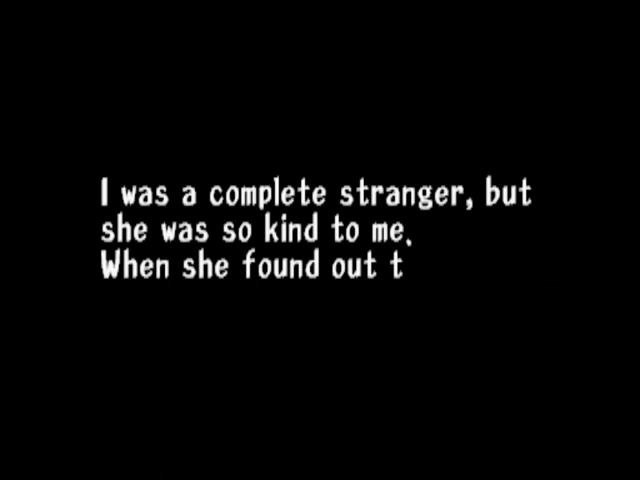 I was a complete stranger, but
she was so kind to me.
When she found out t